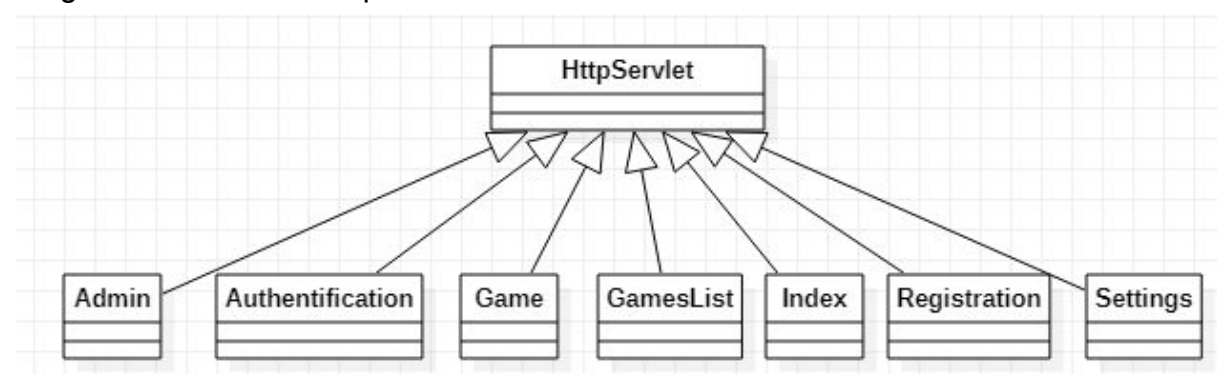 HttpServlet
Admin
Authentification
Game
GamesList
Index
Registration
Settings